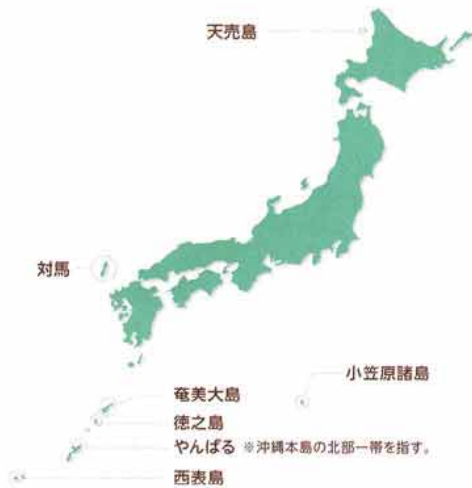 天売島
対馬
小笠原諸島
奄美大島
徳之島
やんばる ※沖縄本島の北部一帯を指す。
西表島